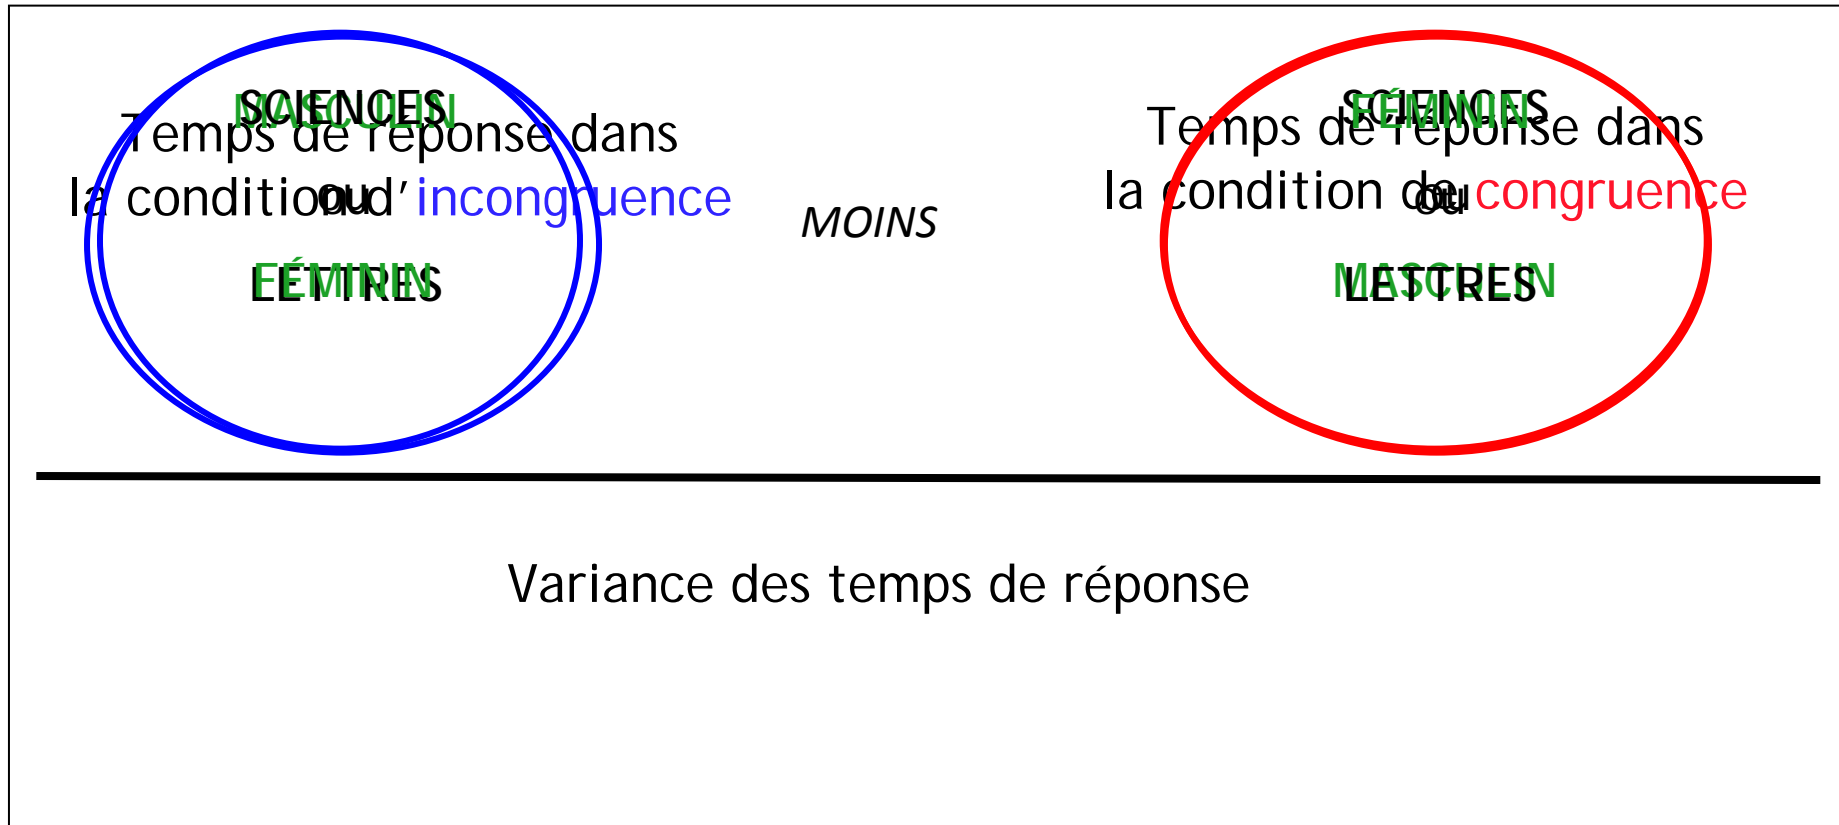 SCIENCES
MASCULIN
Temps de réponse dans
la condition d'incongruence
ou
FÉMININ
LETTRES
MOINS
SCIENCES
FÉMININ
Temps de réponse dans
la condition de congruence
ou
MASCULIN
LETTRES
Variance des temps de réponse